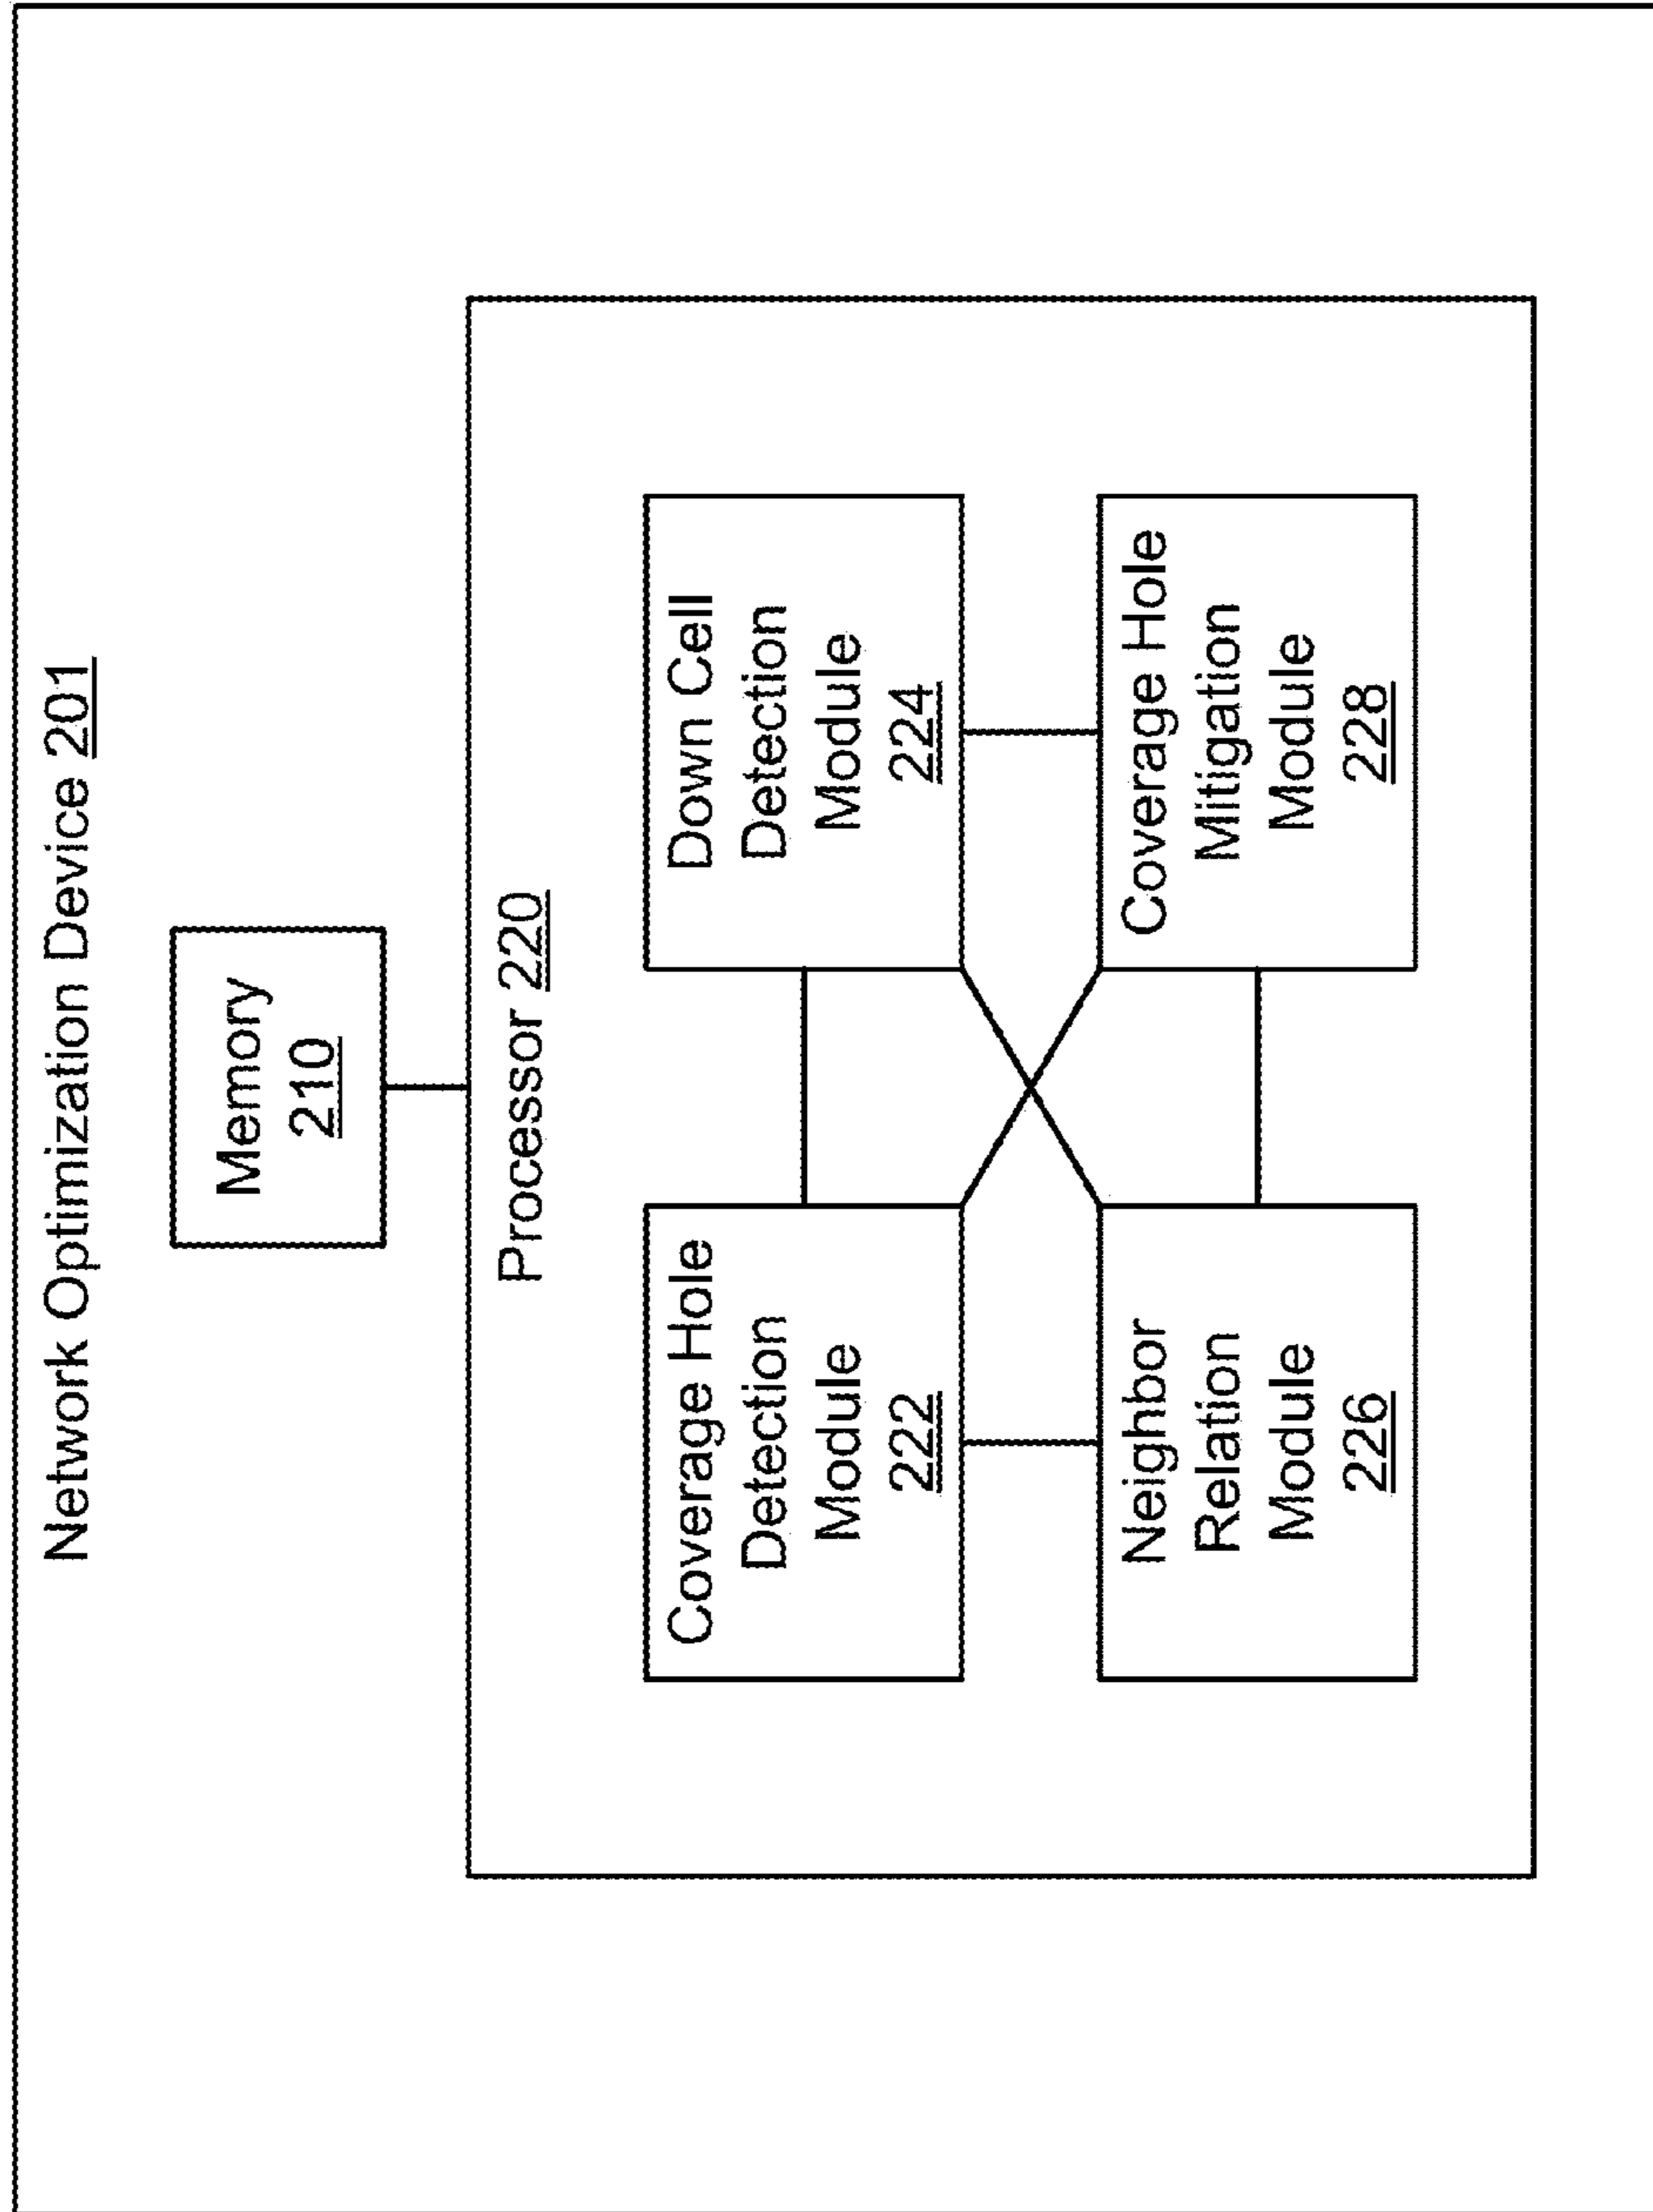 Network Optimization Device 201
Memory
210
Processor 220
Coverage Hole
Detection
Module
222
Down Cell
Detection
Module
224
Neighbor
Relation
Module
226
Coverage Hole
Mitigation
Module
228